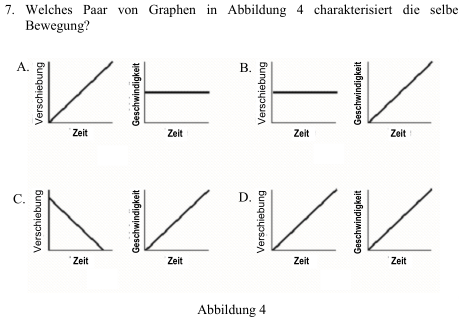 7. Welches Paar von Graphen in Abbildung 4 charakterisiert die selbe
Bewegung?
A.
Verschiebung
Zeit
Geschwindigkeit
Zeit
B.
Verschiebung
Zeit
Geschwindigkeit
Zeit
C.
Verschiebung
Zeit
Geschwindigkeit
Zeit
D.
Verschiebung
Zeit
Geschwindigkeit
Zeit
Abbildung 4